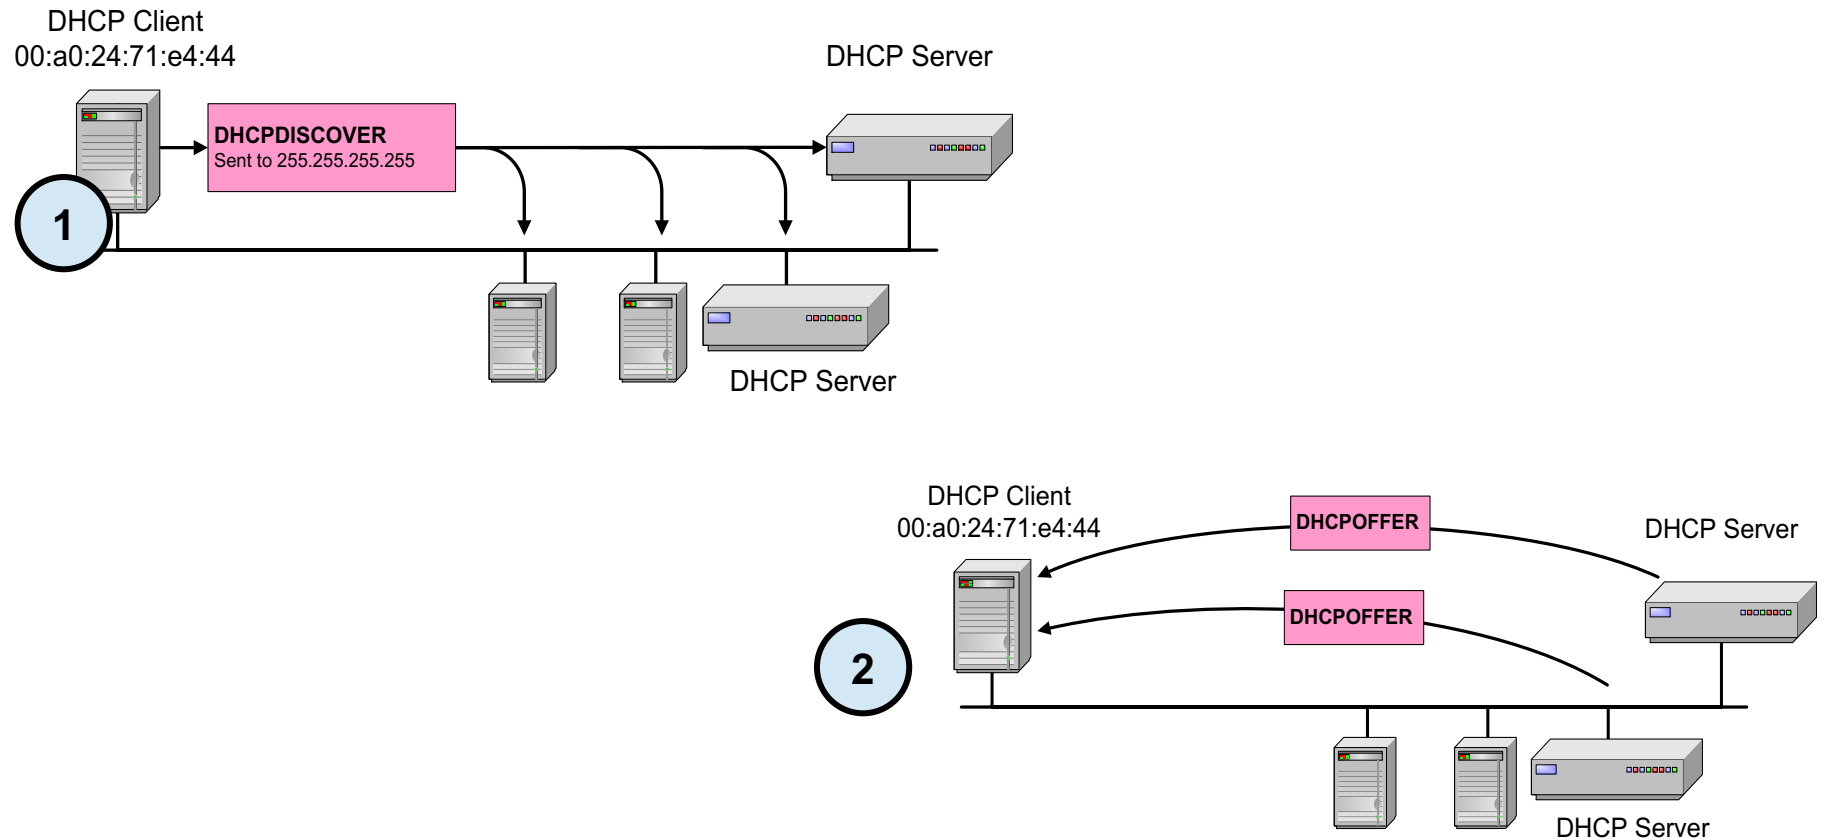 DHCP Client
00:a0:24:71:e4:44
DHCP Server
DHCPDISCOVER
Sent to 255.255.255.255
1
DHCP Server
DHCP Client
00:a0:24:71:e4:44
DHCPOFFER
DHCP Server
DHCPOFFER
2
DHCP Server